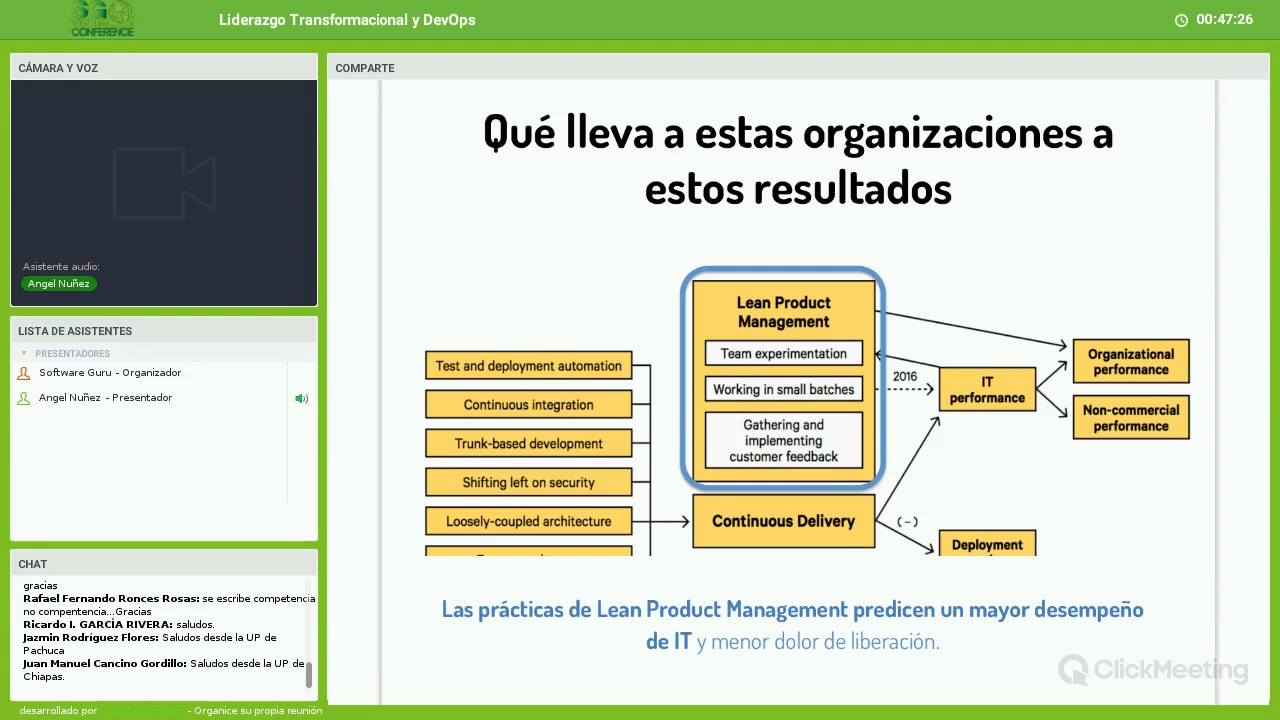 SG
VIRTUAL
CONFERENCE
Liderazgo Transformacional y DevOps
00:47:26
CÁMARA Y VOZ
Asistente audio:
Angel Nuñez
LISTA DE ASISTENTES
PRESENTADORES
Software Guru - Organizador
Angel Nuñez - Presentador
CHAT
gracias
Rafael Fernando Ronces Rosas: se escribe competencia
no compentencia...Gracias
Ricardo I. GARCÍA RIVERA: saludos.
Jazmin Rodríguez Flores: Saludos desde la UP de
Pachuca
Juan Manuel Cancino Gordillo: Saludos desde la UP de
Chiapas.
desarrollado por
- Organice su propia reunión
COMPARTE
Qué lleva a estas organizaciones a
estos resultados
Test and deployment automation
Continuous integration
Trunk-based development
Shifting left on security
Loosely-coupled architecture
Lean Product
Management
Team experimentation
Working in small batches
Gathering and
implementing
customer feedback
Continuous Delivery
2016
IT
performance
Organizational
performance
Non-commercial
performance
(-)
Deployment
Las prácticas de Lean Product Management predicen un mayor desempeño
de IT y menor dolor de liberación.
ClickMeeting